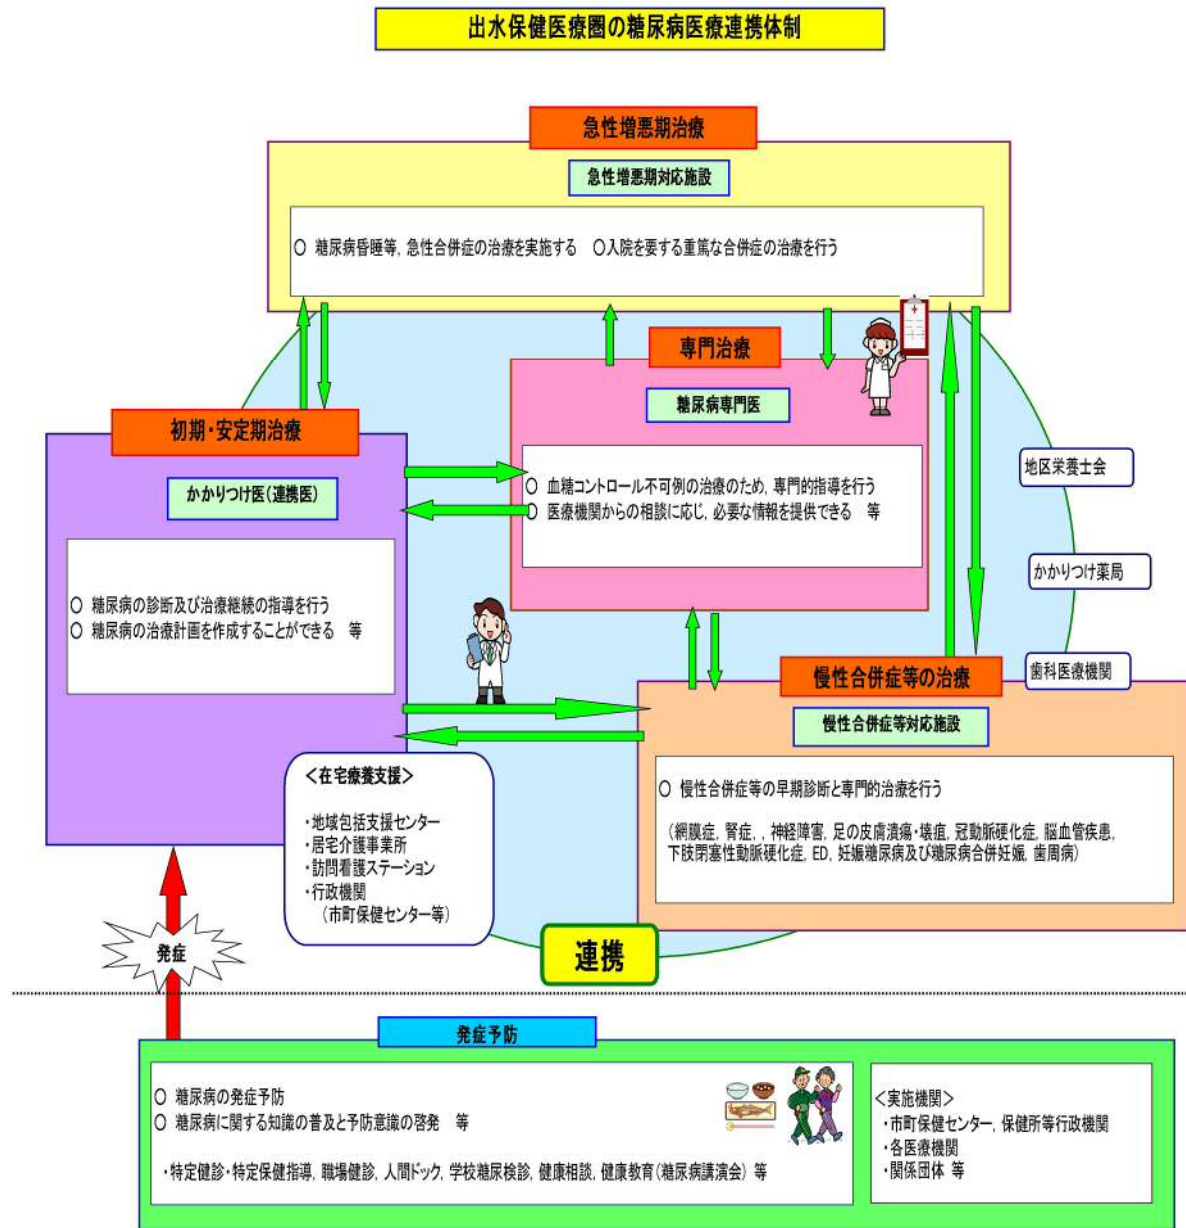 出水保健医療圏の糖尿病医療連携体制
急性増悪期治療
急性増悪期対応施設
○ 糖尿病昏睡等, 急性合併症の治療を実施する ○入院を要する重篤な合併症の治療を行う
専門治療
糖尿病専門医
○ 血糖コントロール不可例の治療のため, 専門的指導を行う
○ 医療機関からの相談に応じ, 必要な情報を提供できる 等
初期・安定期治療
かかりつけ医(連携医)
○ 糖尿病の診断及び治療継続の指導を行う
○ 糖尿病の治療計画を作成することができる 等
地区栄養士会
かかりつけ薬局
歯科医療機関
慢性合併症等の治療
慢性合併症等対応施設
○ 慢性合併症等の早期診断と専門的治療を行う
(網膜症, 腎症, , 神経障害, 足の皮膚潰瘍・壊疽, 冠動脈硬化症, 脳血管疾患,
下肢閉塞性動脈硬化症, ED, 妊娠糖尿病及び糖尿病合併妊娠, 歯周病)
<在宅療養支援>
・地域包括支援センター
・居宅介護事業所
・訪問看護ステーション
・行政機関
(市町保健センター等)
連携
発症
発症予防
○ 糖尿病の発症予防
○ 糖尿病に関する知識の普及と予防意識の啓発 等
・特定健診・特定保健指導, 職場健診, 人間ドック, 学校糖尿検診, 健康相談, 健康教育(糖尿病講演会) 等
<実施機関>
・市町保健センター, 保健所等行政機関
・各医療機関
・関係団体 等